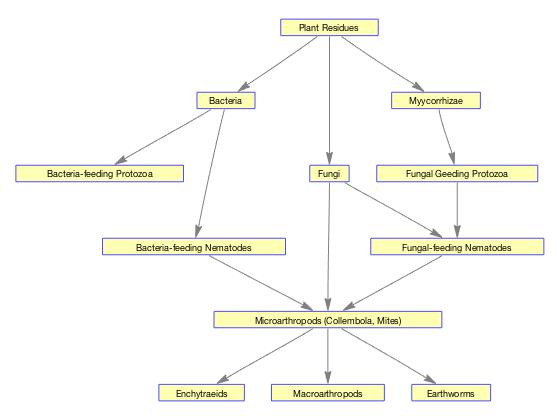 Plant Residues
Bacteria
Myycorrhizae
Bacteria-feeding Protozoa
Fungi
Fungal Geeding Protozoa
Bacteria-feeding Nematodes
Fungal-feeding Nematodes
Microarthropods (Collembola, Mites)
Enchytraeids
Macroarthropods
Earthworms